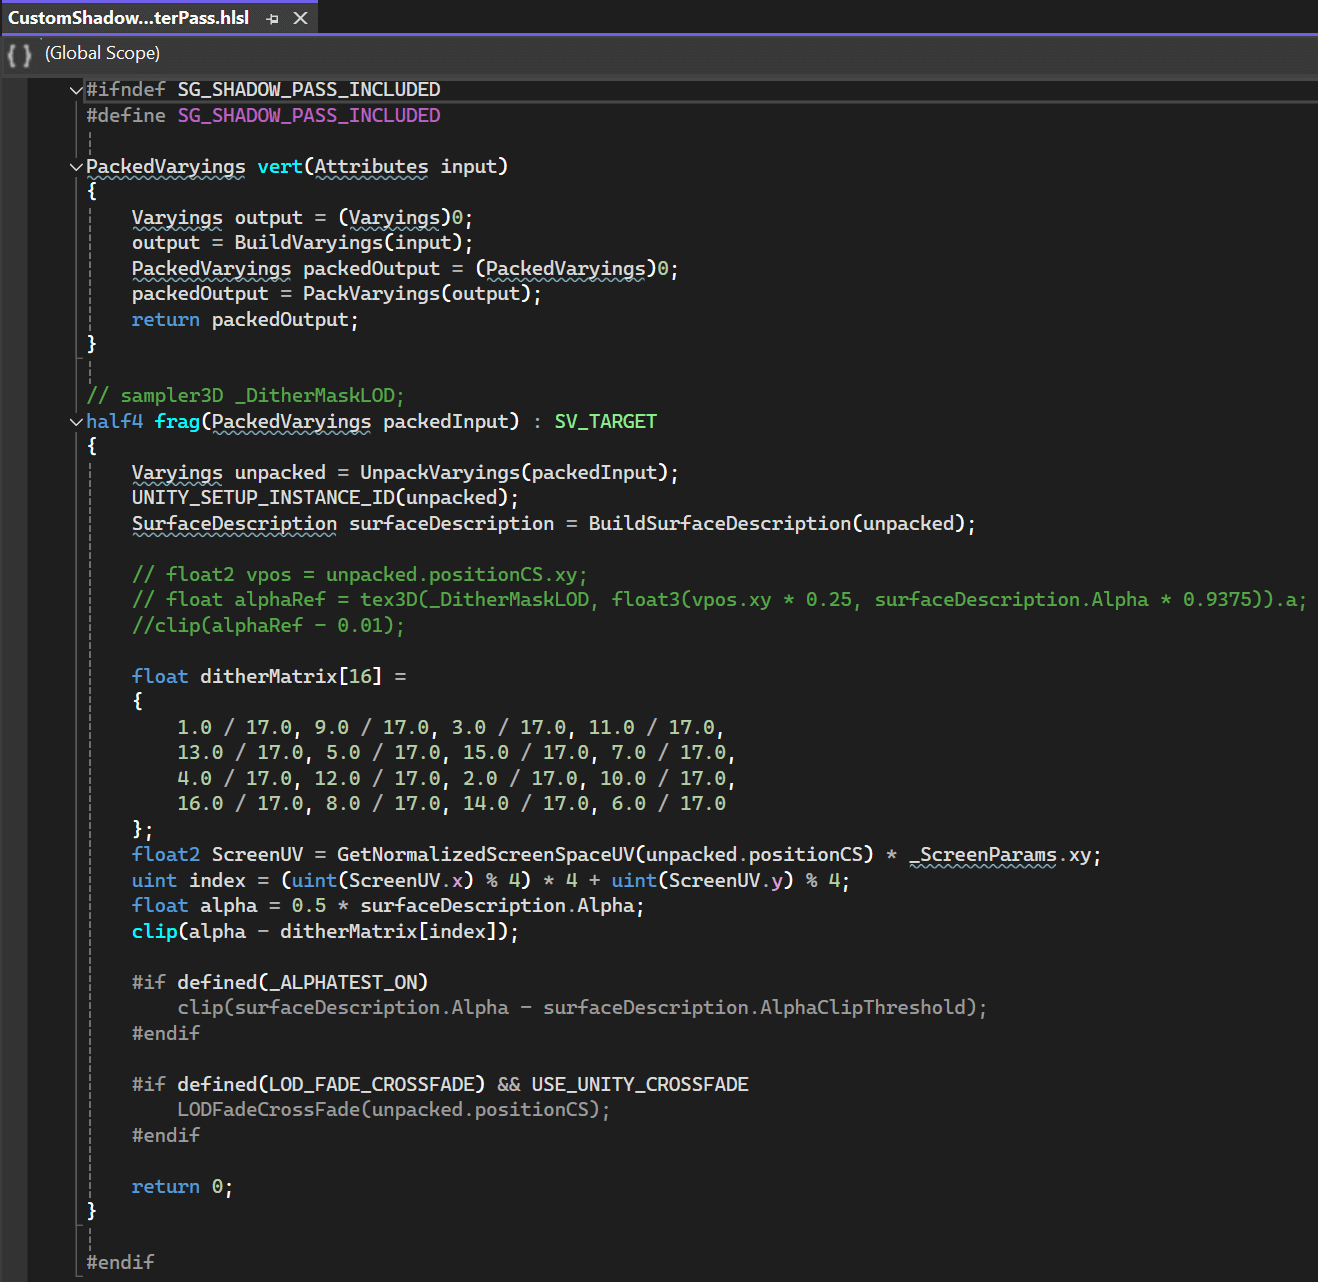 CustomShadow...terPass.hlsl
{ } (Global Scope)
#ifndef SG_SHADOW_PASS_INCLUDED
#define SG_SHADOW_PASS_INCLUDED
PackedVaryings vert(Attributes input)
{
Varyings output = (Varyings)0;
output = BuildVaryings(input);
PackedVaryings packedOutput = (PackedVaryings)0;
packedOutput = PackVaryings(output);
return packedOutput;
}
// sampler3D _DitherMaskLOD;
half4 frag(PackedVaryings packedInput) : SV_TARGET
{
Varyings unpacked = UnpackVaryings(packedInput);
UNITY_SETUP_INSTANCE_ID(unpacked);
SurfaceDescription surfaceDescription = BuildSurfaceDescription(unpacked);
// float2 vpos = unpacked.positionCS.xy;
// float alphaRef = tex3D(_DitherMaskLOD, float3(vpos.xy * 0.25, surfaceDescription.Alpha * 0.9375)).a;
//clip(alphaRef - 0.01);
float ditherMatrix[16] =
{
1.0 / 17.0, 9.0 / 17.0, 3.0 / 17.0, 11.0 / 17.0,
13.0 / 17.0, 5.0 / 17.0, 15.0 / 17.0, 7.0 / 17.0,
4.0 / 17.0, 12.0 / 17.0, 2.0 / 17.0, 10.0 / 17.0,
16.0 / 17.0, 8.0 / 17.0, 14.0 / 17.0, 6.0 / 17.0
};
float2 ScreenUV = GetNormalizedScreenSpaceUV(unpacked.positionCS) * _ScreenParams.xy;
uint index = (uint(ScreenUV.x) % 4) * 4 + uint(ScreenUV.y) % 4;
float alpha = 0.5 * surfaceDescription.Alpha;
clip(alpha - ditherMatrix[index]);
#if defined(_ALPHATEST_ON)
clip(surfaceDescription.Alpha - surfaceDescription.AlphaClipThreshold);
#endif
#if defined(LOD_FADE_CROSSFADE) && USE_UNITY_CROSSFADE
LODFadeCrossFade(unpacked.positionCS);
#endif
return 0;
}
#endif